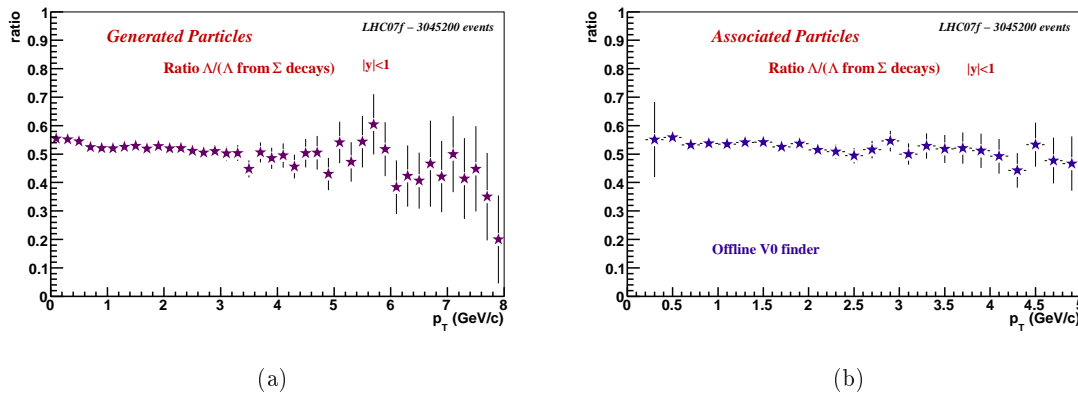 ratio
1
0.9
0.8
0.7
0.6
0.5
0.4
0.3
0.2
0.1
0
LHC07f – 3045200 events
Generated Particles
Ratio Λ/(Λ from Σ decays) |y|<1
0 1 2 3 4 5 6 7 8
p_T (GeV/c)
(a)
ratio
1
0.9
0.8
0.7
0.6
0.5
0.4
0.3
0.2
0.1
0
LHC07f – 3045200 events
Associated Particles
Ratio Λ/(Λ from Σ decays) |y|<1
Offline V0 finder
0 0.5 1 1.5 2 2.5 3 3.5 4 4.5 5
p_T (GeV/c)
(b)